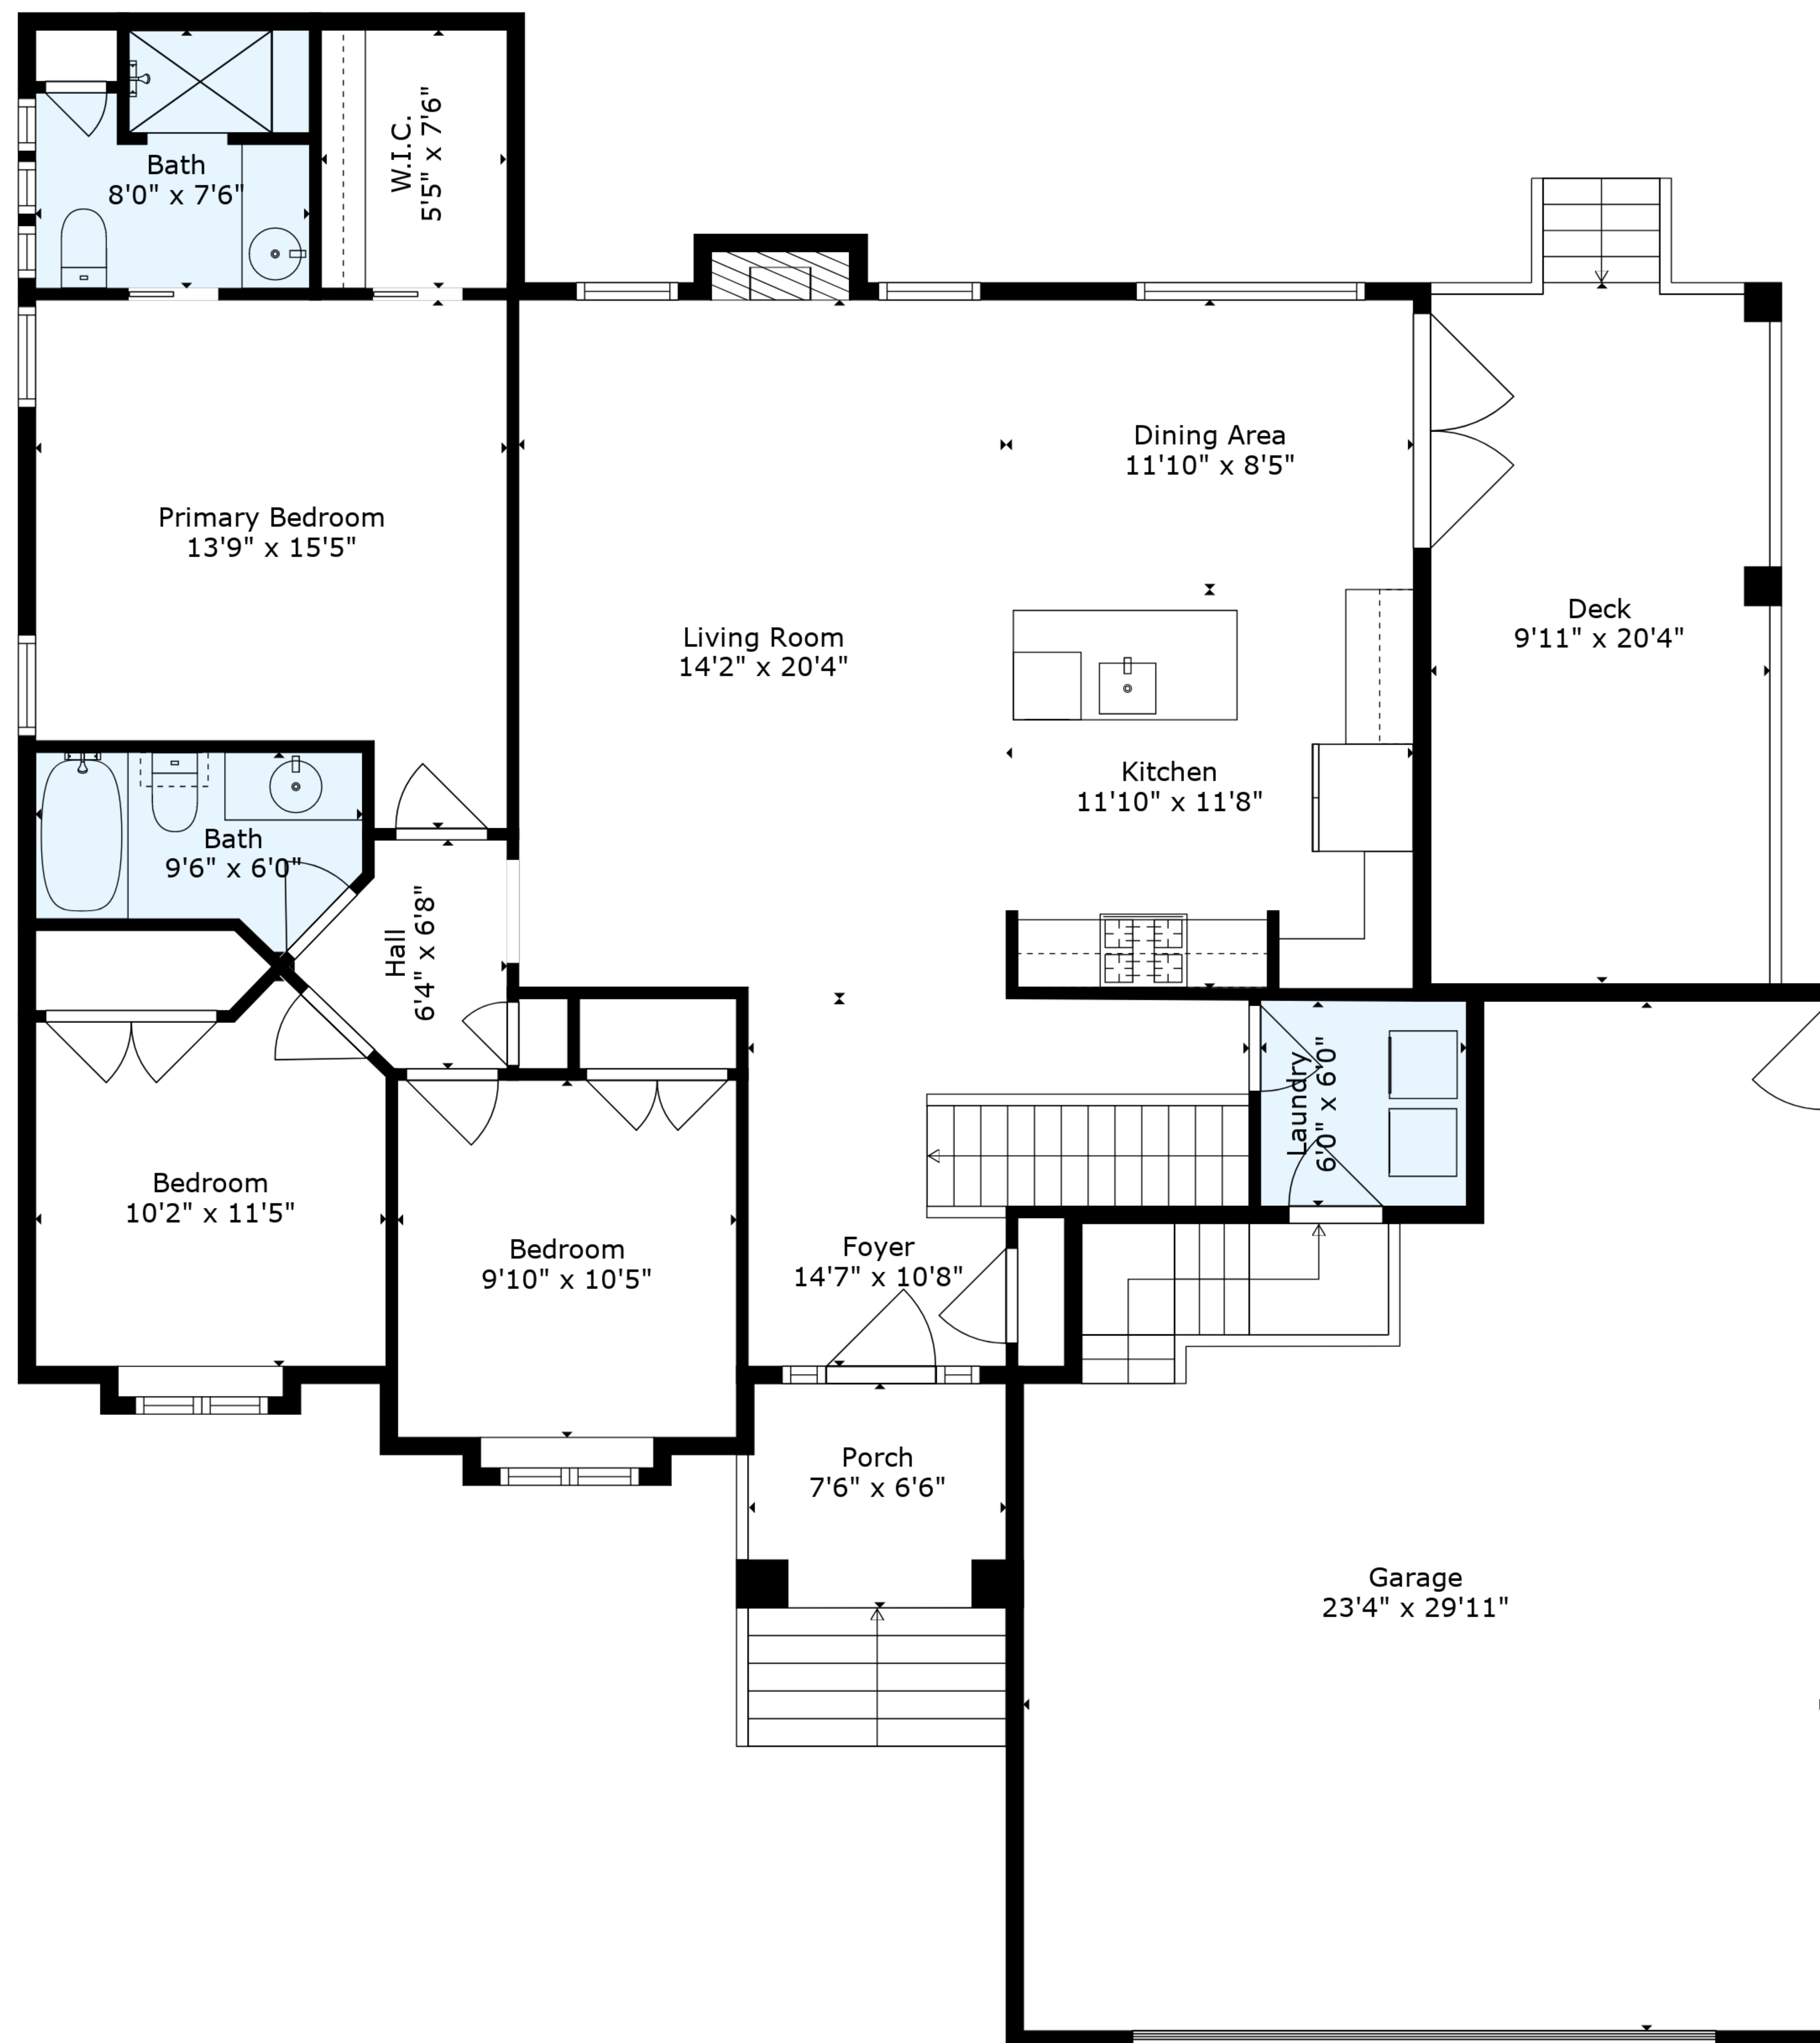 Bath
8'0" x 7'6"
W.I.C.
5'5" x 7'6"
Dining Area
11'10" x 8'5"
Primary Bedroom
13'9" x 15'5"
Living Room
14'2" x 20'4"
Deck
9'11" x 20'4"
Kitchen
11'10" x 11'8"
Bath
9'6" x 6'0"
Hall
6'4" x 6'8"
Laundry
6'0" x 6'0"
Bedroom
10'2" x 11'5"
Bedroom
9'10" x 10'5"
Foyer
14'7" x 10'8"
Porch
7'6" x 6'6"
Garage
23'4" x 29'11"